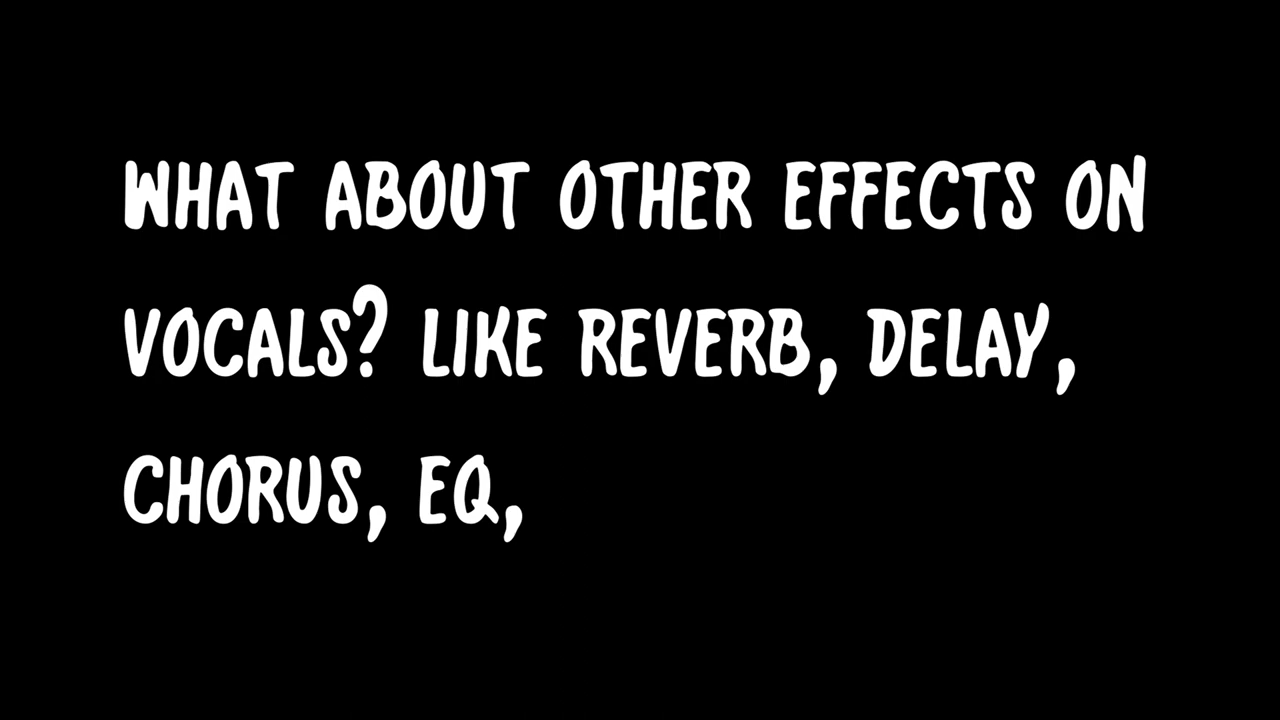 WHAT ABOUT OTHER EFFECTS ON
VOCALS? LIKE REVERB, DELAY,
CHORUS, EQ,